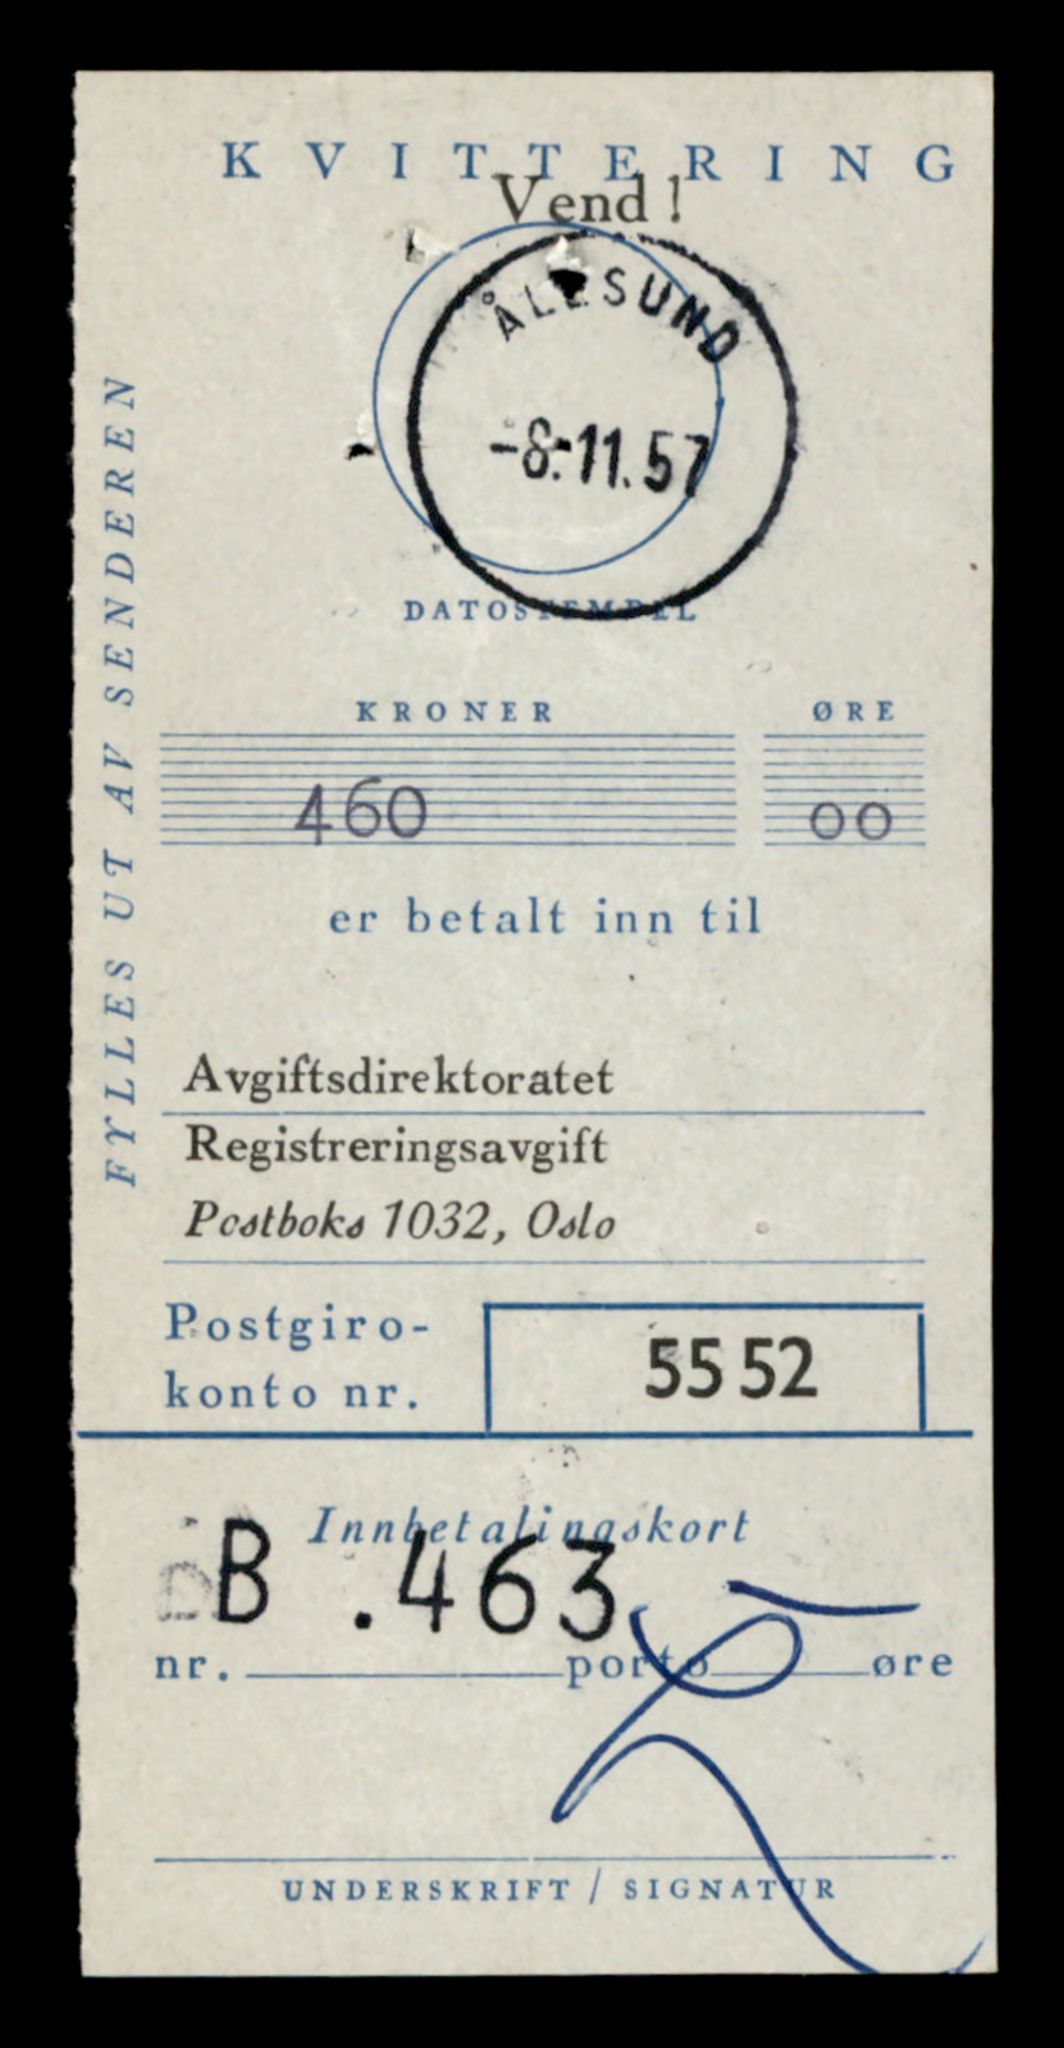 KVITTERING
Vend !
ÅLESUND
-8.-11.57
DATOSTEMPEL
KRONER ØRE
460 00
er betalt inn til
FYLLES UT AV SENDEREN
Avgiftsdirektoratet
Registreringsavgift
Postboks 1032, Oslo
Postgiro-
konto nr. 5552
Innbetalingskort
B .463
nr. porto øre
UNDERSKRIFT / SIGNATUR